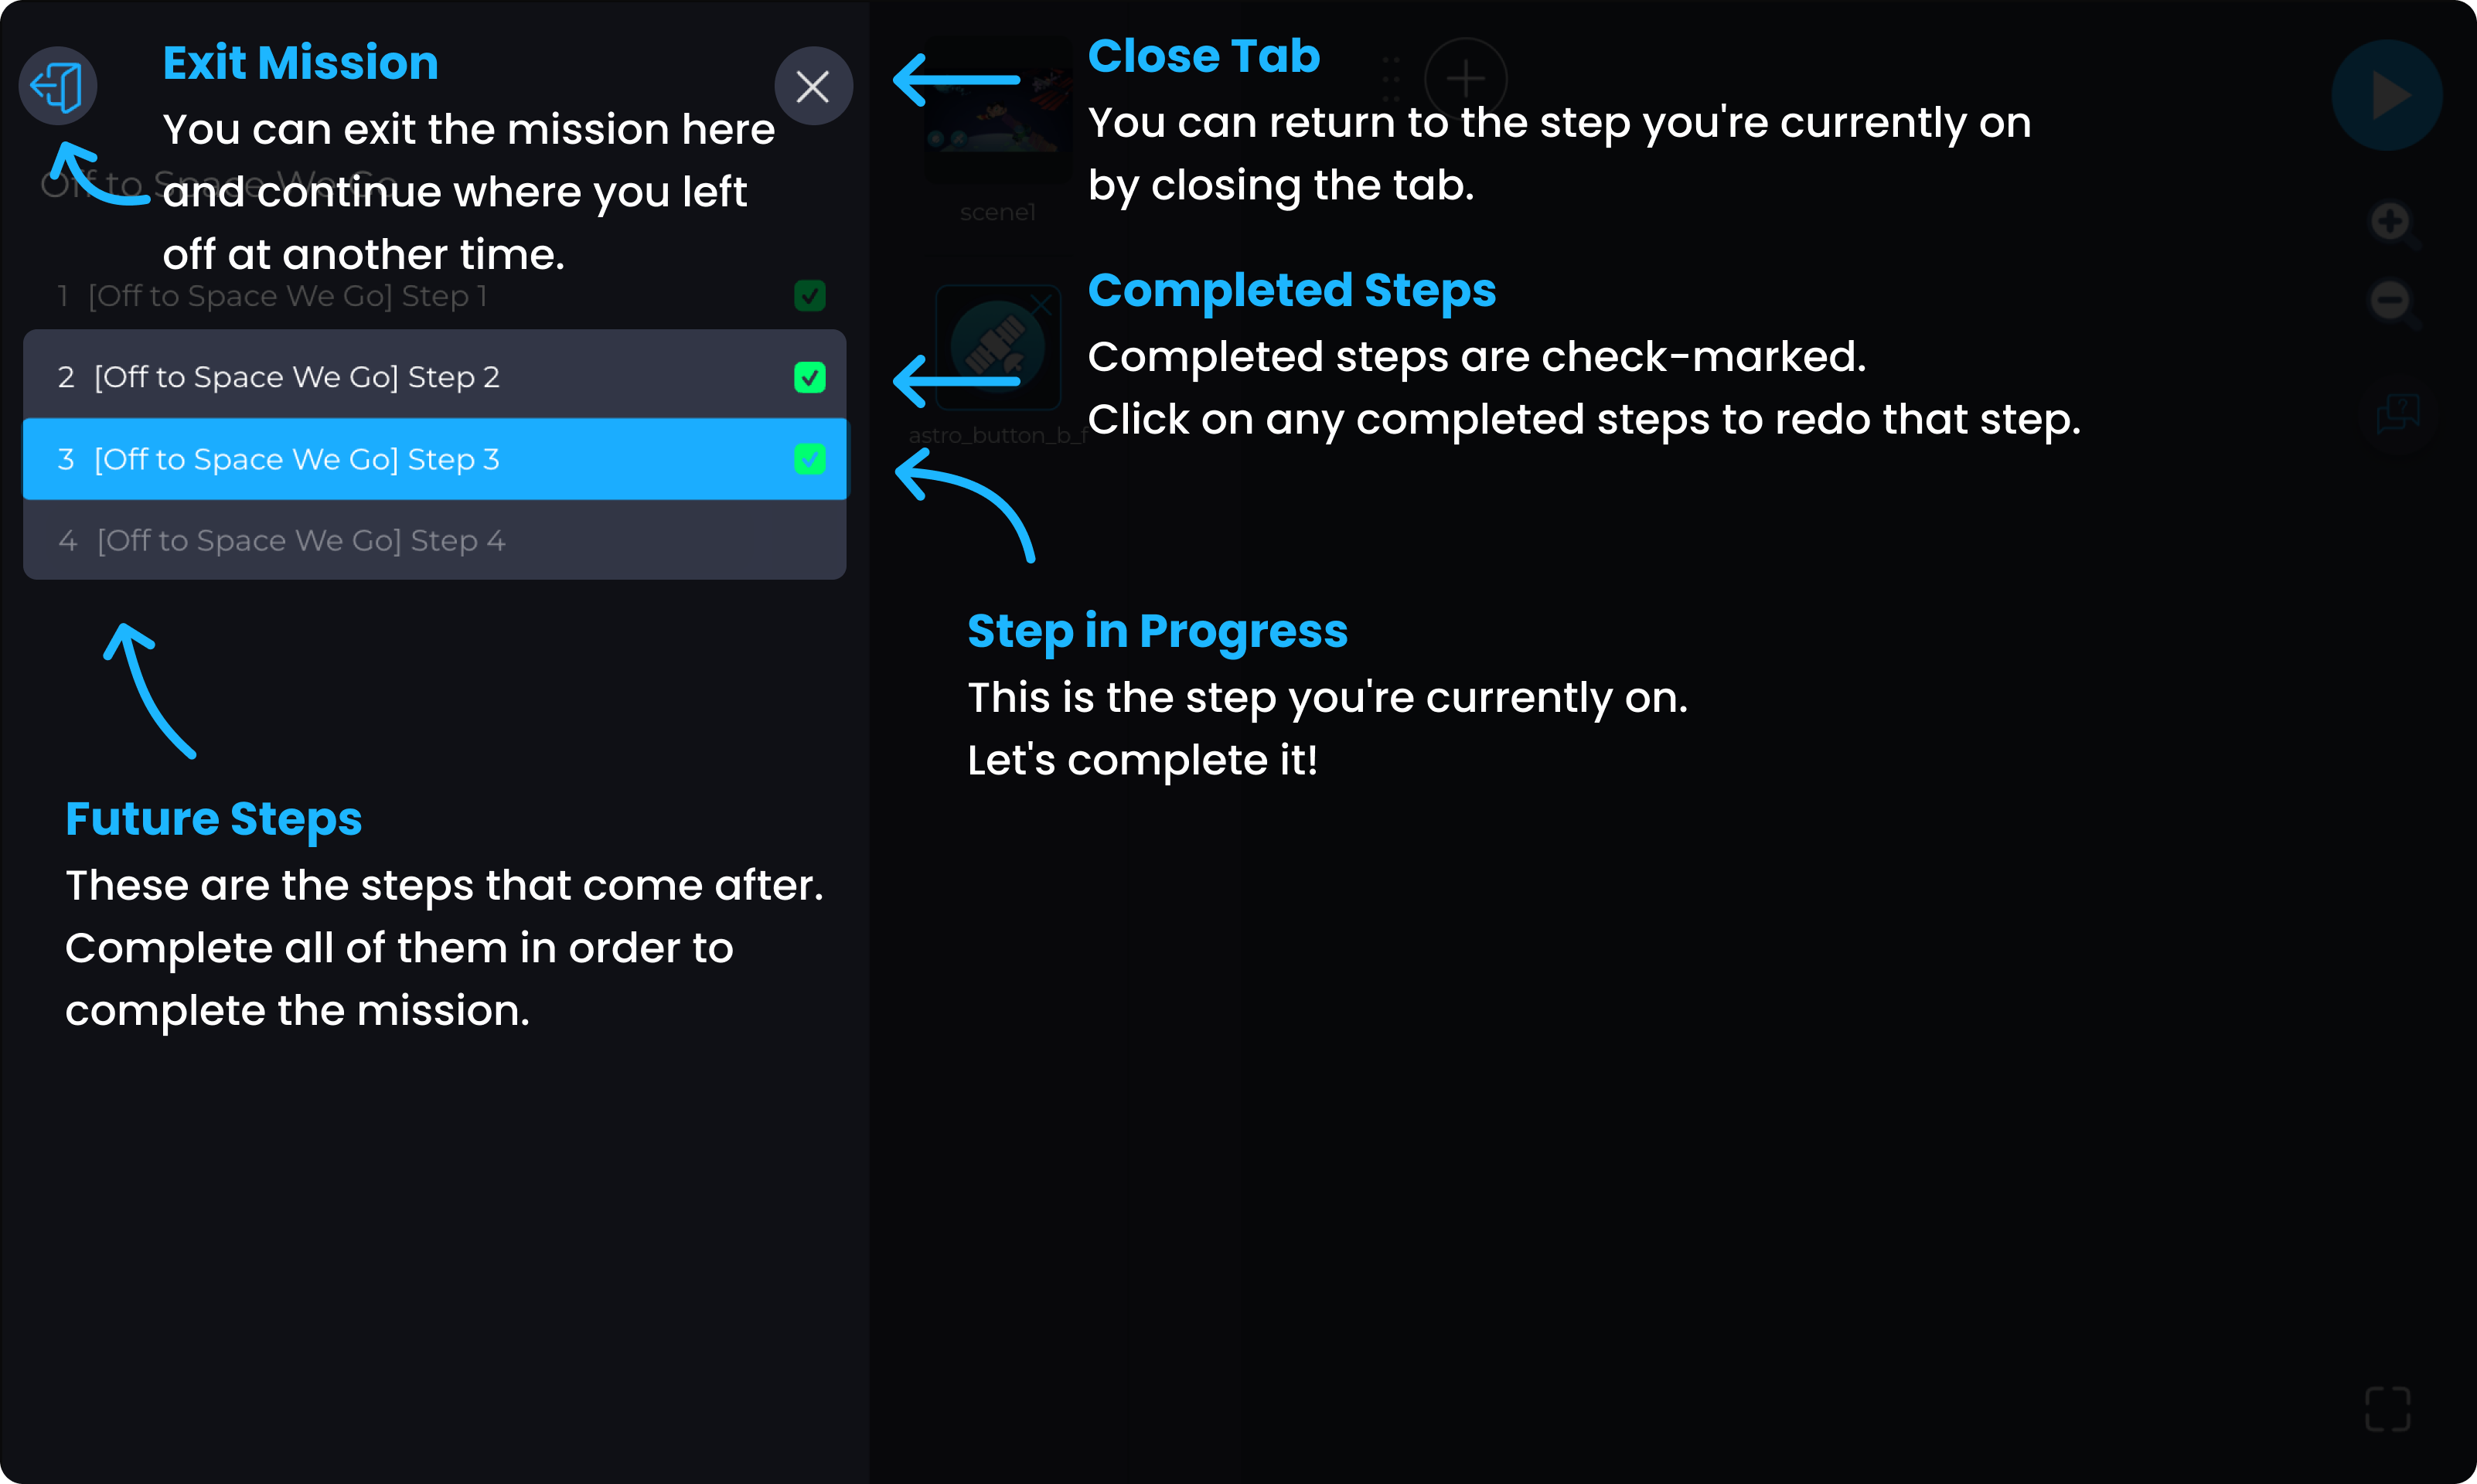 Exit Mission
You can exit the mission here
and continue where you left
off at another time.
Off to Space We Go
1 [Off to Space We Go] Step 1
2 [Off to Space We Go] Step 2
3 [Off to Space We Go] Step 3
4 [Off to Space We Go] Step 4
Future Steps
These are the steps that come after.
Complete all of them in order to
complete the mission.
Close Tab
You can return to the step you're currently on
by closing the tab.
scene1
Completed Steps
Completed steps are check-marked.
Click on any completed steps to redo that step.
astro_button_b_f
Step in Progress
This is the step you're currently on.
Let's complete it!